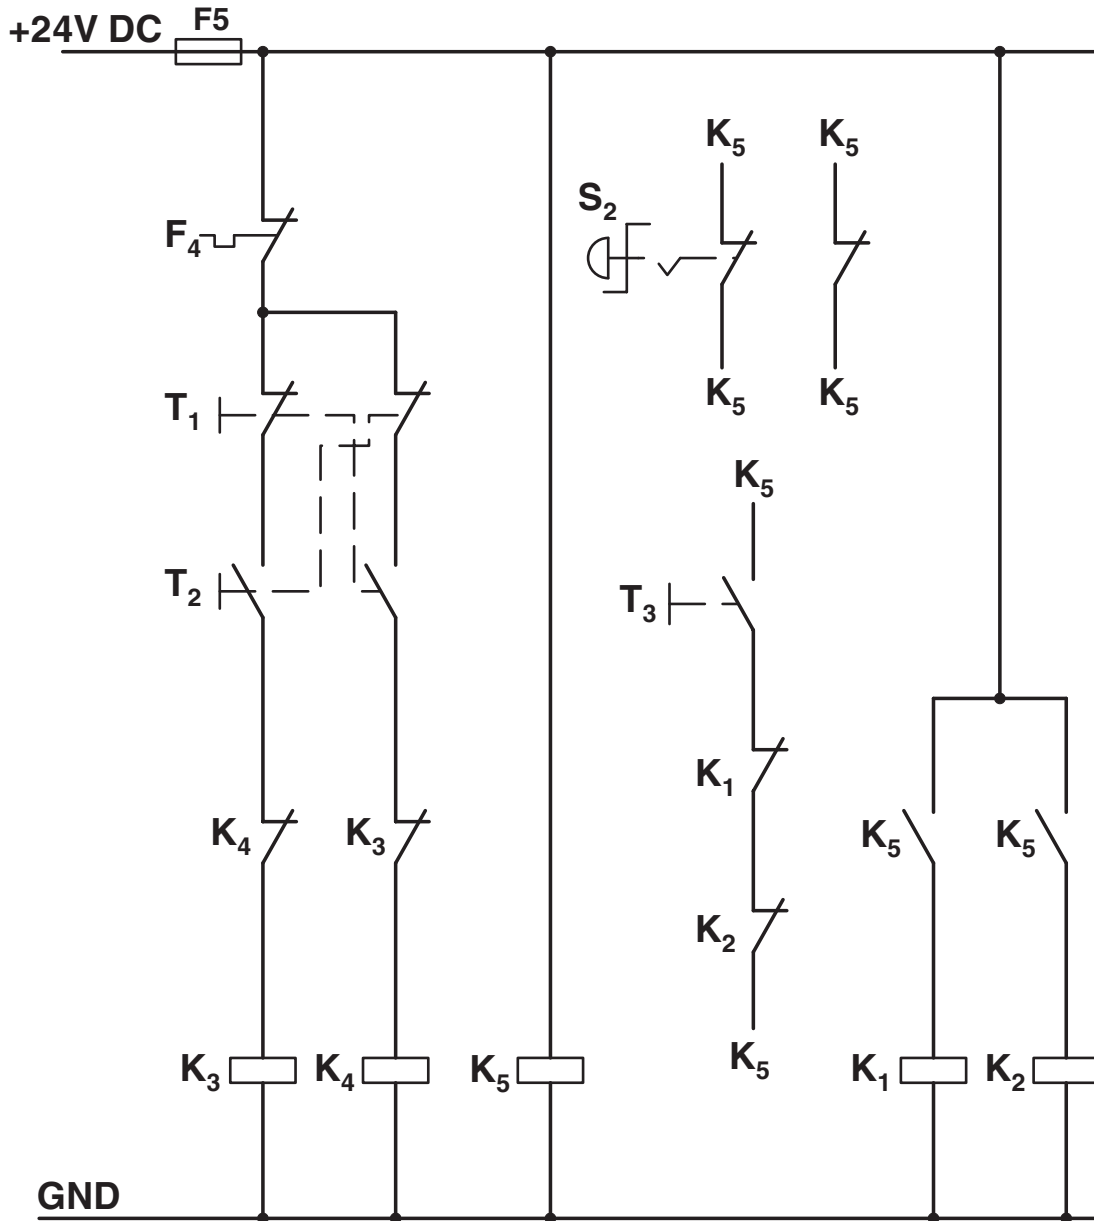 +24V DC
F5
K₅ K₅
S₂
F₄
K₅ K₅
T₁
K₅
T₂
T₃
K₁
K₄ K₃ K₅ K₅
K₂
K₅
K₃ K₄ K₅ K₁ K₂
GND